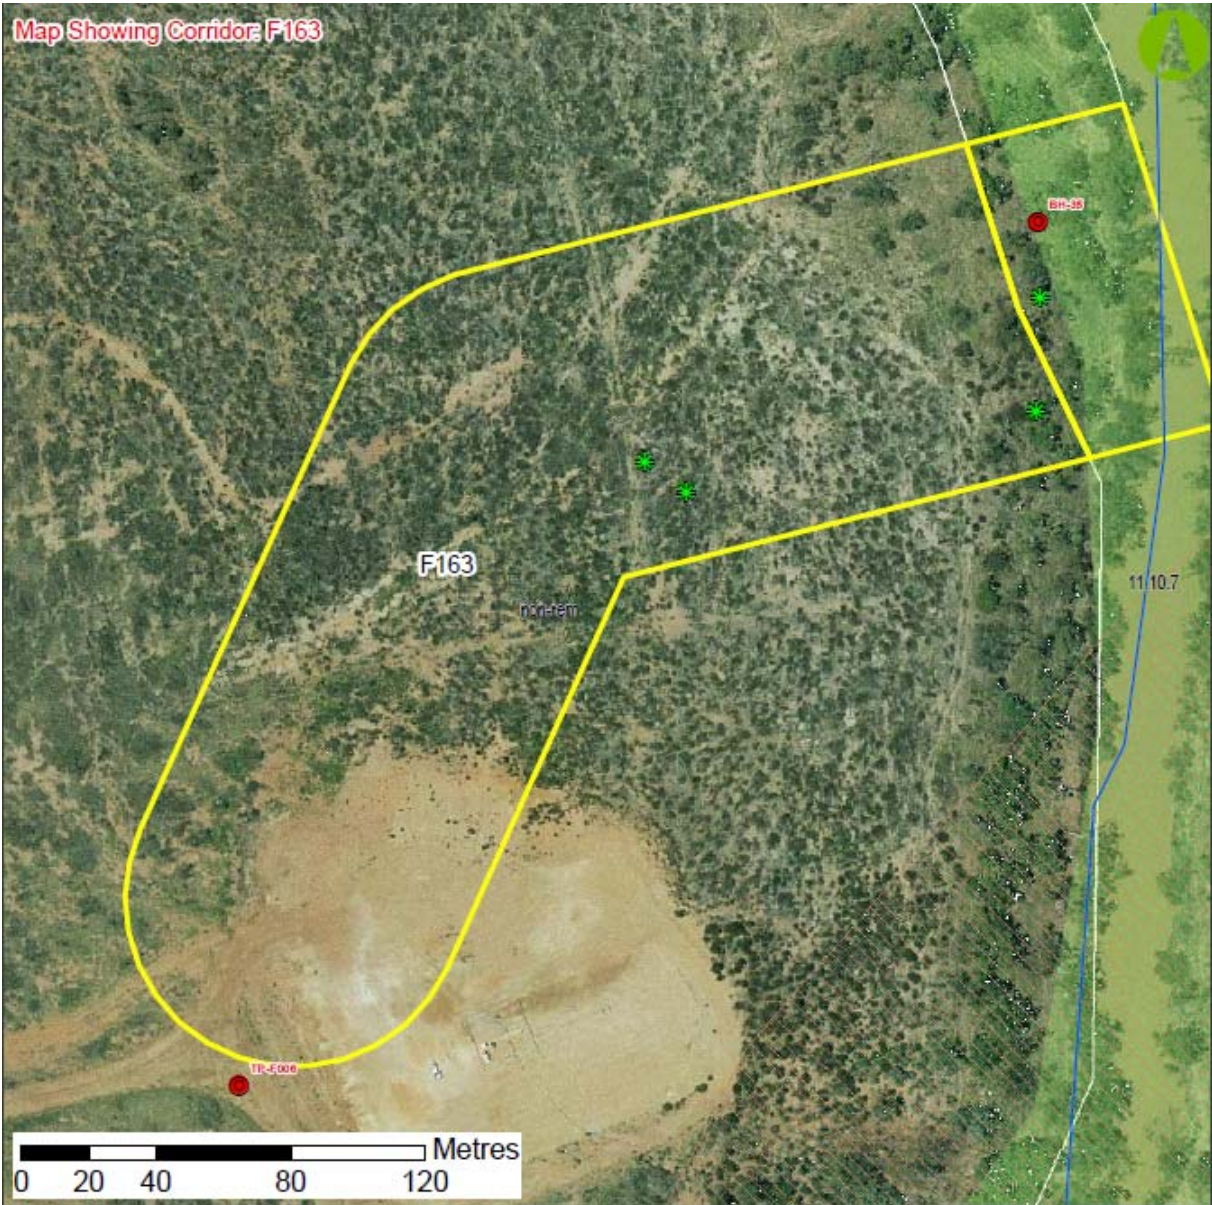 Map Showing Corridor: F163
BH-35
F163
11.10.7
non-rem
TP-F006
Metres
0 20 40 80 120